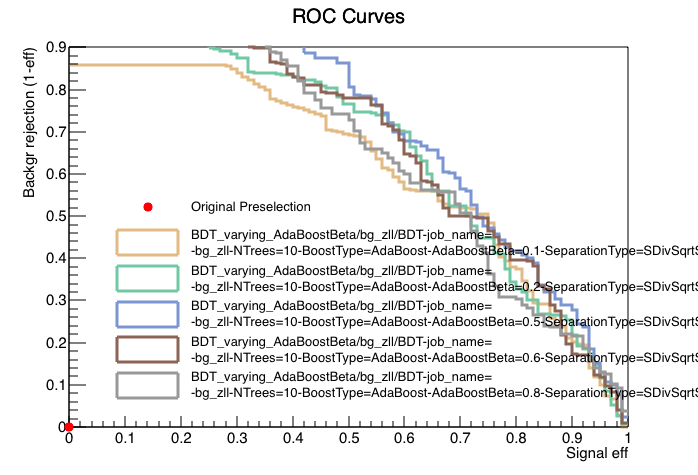 ROC Curves
Backgr rejection (1-eff)
0.9
0.8
0.7
0.6
0.5
0.4
0.3
0.2
0.1
0
Original Preselection
BDT_varying_AdaBoostBeta/bg_zll/BDT-job_name=
-bg_zll-NTrees=10-BoostType=AdaBoost-AdaBoostBeta=0.1-SeparationType=SDivSqrtS
BDT_varying_AdaBoostBeta/bg_zll/BDT-job_name=
-bg_zll-NTrees=10-BoostType=AdaBoost-AdaBoostBeta=0.2-SeparationType=SDivSqrtS
BDT_varying_AdaBoostBeta/bg_zll/BDT-job_name=
-bg_zll-NTrees=10-BoostType=AdaBoost-AdaBoostBeta=0.5-SeparationType=SDivSqrtS
BDT_varying_AdaBoostBeta/bg_zll/BDT-job_name=
-bg_zll-NTrees=10-BoostType=AdaBoost-AdaBoostBeta=0.6-SeparationType=SDivSqrtS
BDT_varying_AdaBoostBeta/bg_zll/BDT-job_name=
-bg_zll-NTrees=10-BoostType=AdaBoost-AdaBoostBeta=0.8-SeparationType=SDivSqrtS
0 0.1 0.2 0.3 0.4 0.5 0.6 0.7 0.8 0.9 1
Signal eff